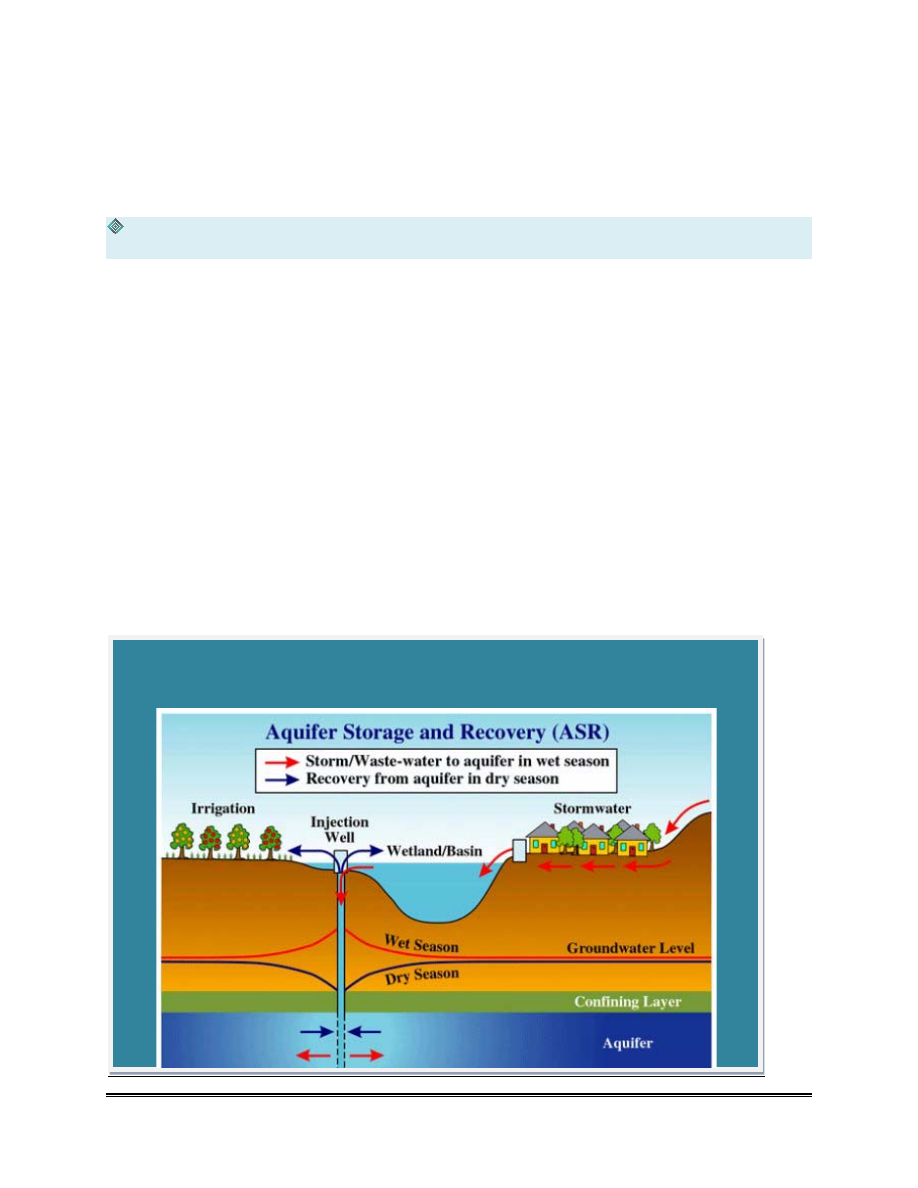 Aquifer Storage and Recovery (ASR)
Storm/Waste-water to aquifer in wet season
Recovery from aquifer in dry season
Irrigation
Stormwater
Injection
Well
Wetland/Basin
Wet Season
Groundwater Level
Dry Season
Confining Layer
Aquifer